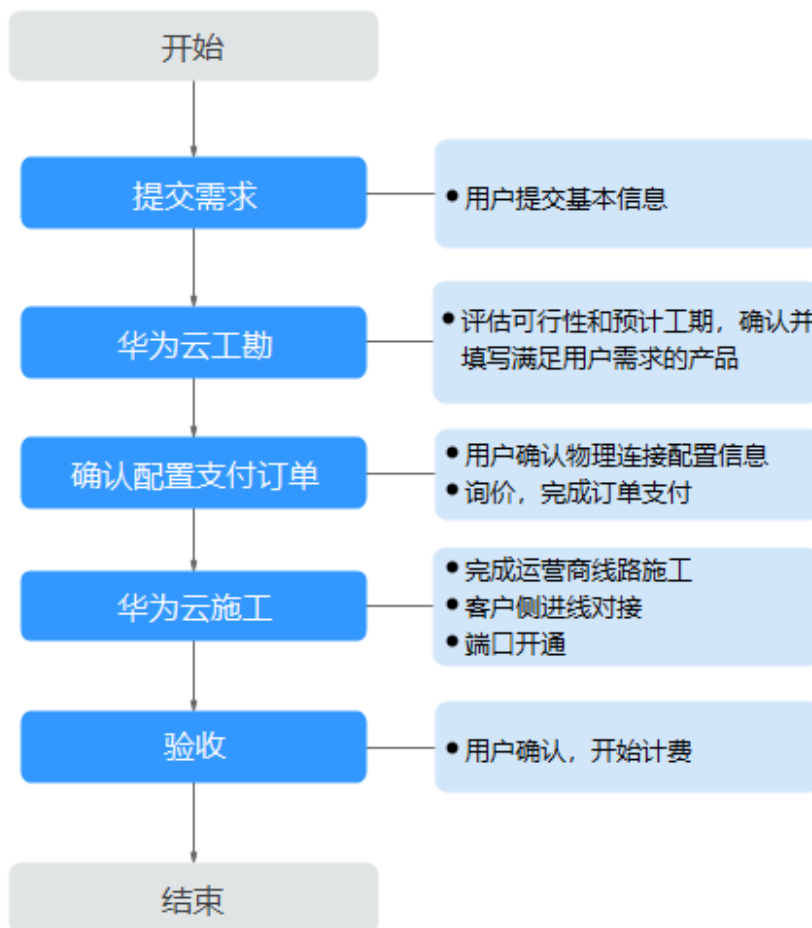 开始
提交需求
● 用户提交基本信息
华为云工勘
● 评估可行性和预计工期，确认并
填写满足用户需求的产品
确认配置支付订单
● 用户确认物理连接配置信息
● 询价，完成订单支付
华为云施工
● 完成运营商线路施工
● 客户侧进线对接
● 端口开通
验收
● 用户确认，开始计费
结束